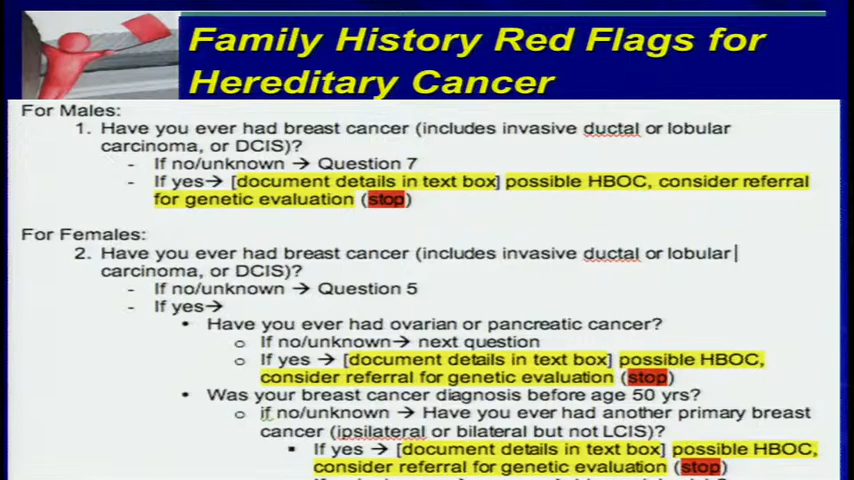 Family History Red Flags for
Hereditary Cancer
For Males:
1. Have you ever had breast cancer (includes invasive ductal or lobular
carcinoma, or DCIS)?
- If no/unknown → Question 7
- If yes→ [document details in text box] possible HBOC, consider referral
for genetic evaluation (stop)
For Females:
2. Have you ever had breast cancer (includes invasive ductal or lobular
carcinoma, or DCIS)?
- If no/unknown → Question 5
- If yes→
• Have you ever had ovarian or pancreatic cancer?
o If no/unknown→ next question
o If yes → [document details in text box] possible HBOC,
consider referral for genetic evaluation (stop)
• Was your breast cancer diagnosis before age 50 yrs?
o if no/unknown → Have you ever had another primary breast
cancer (ipsilateral or bilateral but not LCIS)?
▪ If yes → [document details in text box] possible HBOC,
consider referral for genetic evaluation (stop)